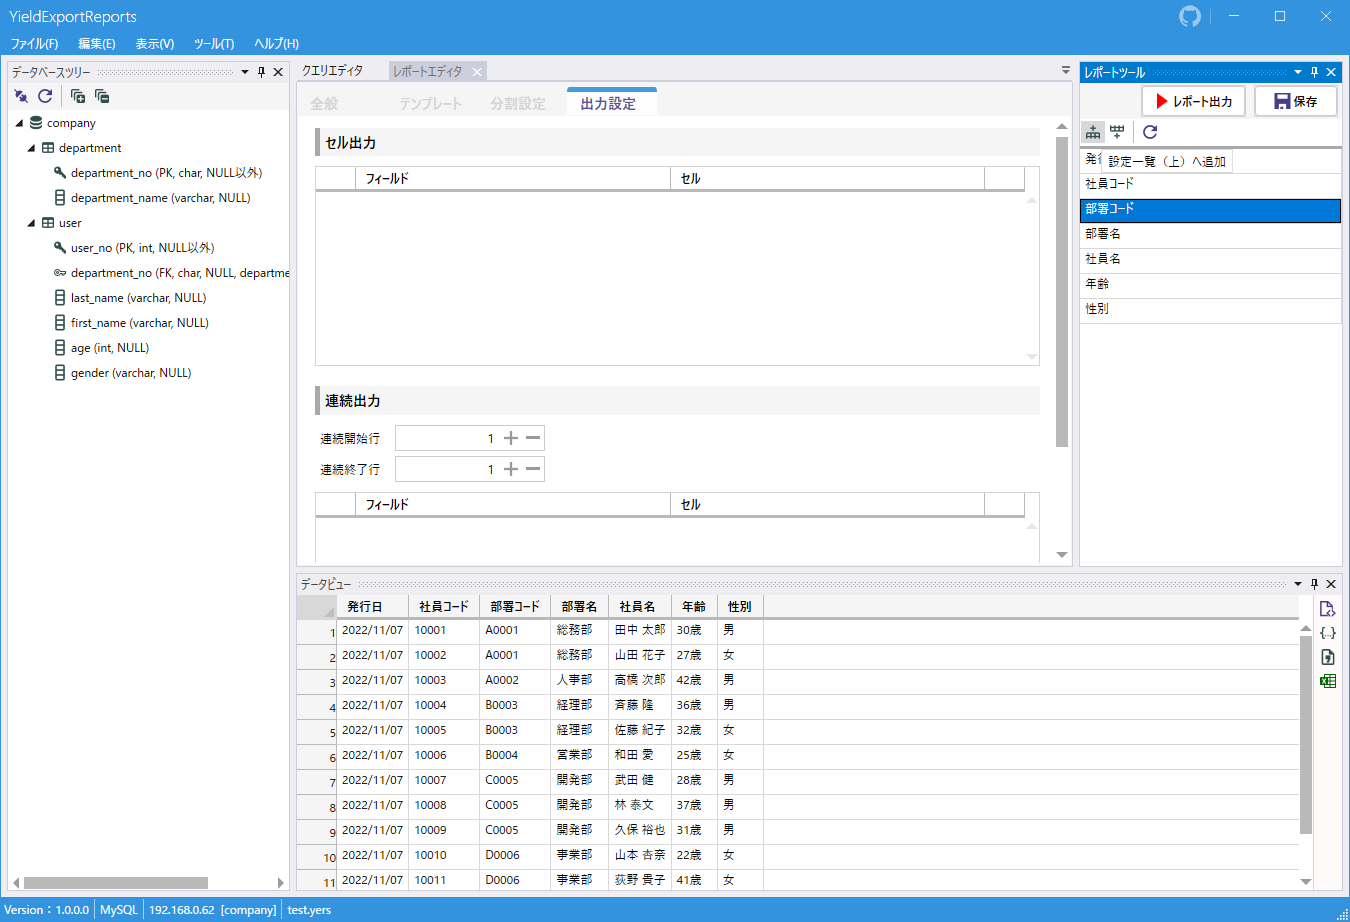 YieldExportReports
ファイル(F) 編集(E) 表示(V) ツール(T) ヘルプ(H)
データベースツリー
company
department
department_no (PK, char, NULL以外)
department_name (varchar, NULL)
user
user_no (PK, int, NULL以外)
department_no (FK, char, NULL, departme
last_name (varchar, NULL)
first_name (varchar, NULL)
age (int, NULL)
gender (varchar, NULL)
クエリエディタ レポートエディタ
全般 テンプレート 分割設定 出力設定
セル出力
フィールド セル
連続出力
連続開始行 1
連続終了行 1
フィールド セル
レポートツール
レポート出力 保存
発行
設定一覧（上）へ追加
社員コード
部署コード
部署名
社員名
年齢
性別
データビュー
発行日 社員コード 部署コード 部署名 社員名 年齢 性別
1 2022/11/07 10001 A0001 総務部 田中 太郎 30歳 男
2 2022/11/07 10002 A0001 総務部 山田 花子 27歳 女
3 2022/11/07 10003 A0002 人事部 高橋 次郎 42歳 男
4 2022/11/07 10004 B0003 経理部 斉藤 隆 36歳 男
5 2022/11/07 10005 B0003 経理部 佐藤 紀子 32歳 女
6 2022/11/07 10006 B0004 営業部 和田 愛 25歳 女
7 2022/11/07 10007 C0005 開発部 武田 健 28歳 男
8 2022/11/07 10008 C0005 開発部 林 泰文 37歳 男
9 2022/11/07 10009 C0005 開発部 久保 裕也 31歳 男
10 2022/11/07 10010 D0006 事業部 山本 杏奈 22歳 女
11 2022/11/07 10011 D0006 事業部 荻野 貴子 41歳 女
Version：1.0.0.0 MySQL 192.168.0.62 [company] test.yers